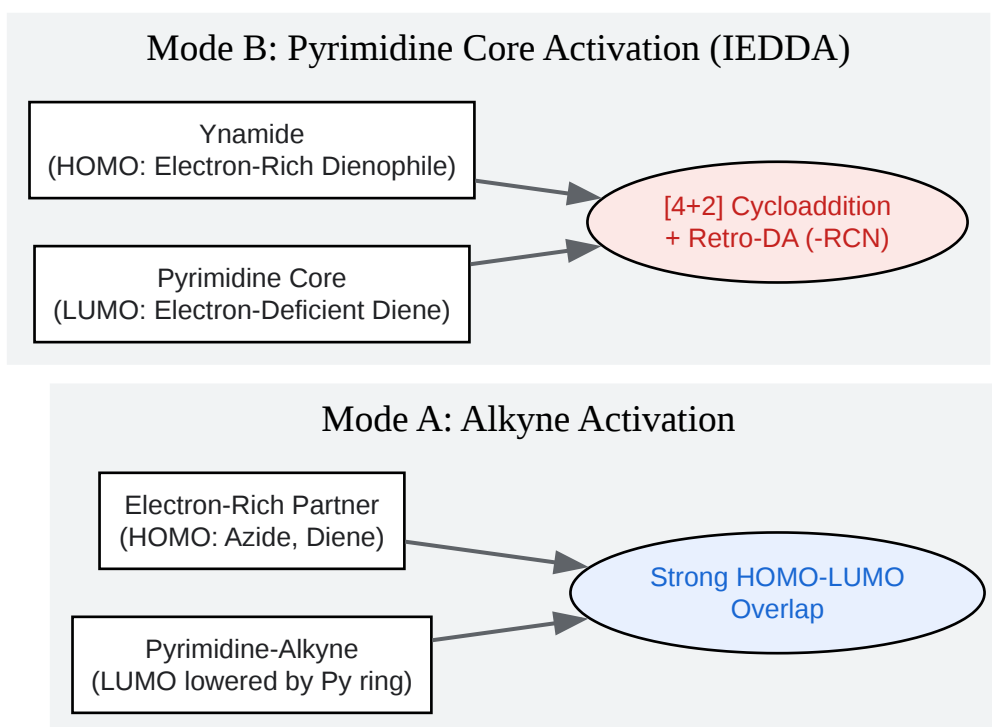 Mode B: Pyrimidine Core Activation (IEDDA)
Ynamide
(HOMO: Electron-Rich Dienophile)
Pyrimidine Core
(LUMO: Electron-Deficient Diene)
[4+2] Cycloaddition
+ Retro-DA (-RCN)
Mode A: Alkyne Activation
Electron-Rich Partner
(HOMO: Azide, Diene)
Pyrimidine-Alkyne
(LUMO lowered by Py ring)
Strong HOMO-LUMO
Overlap